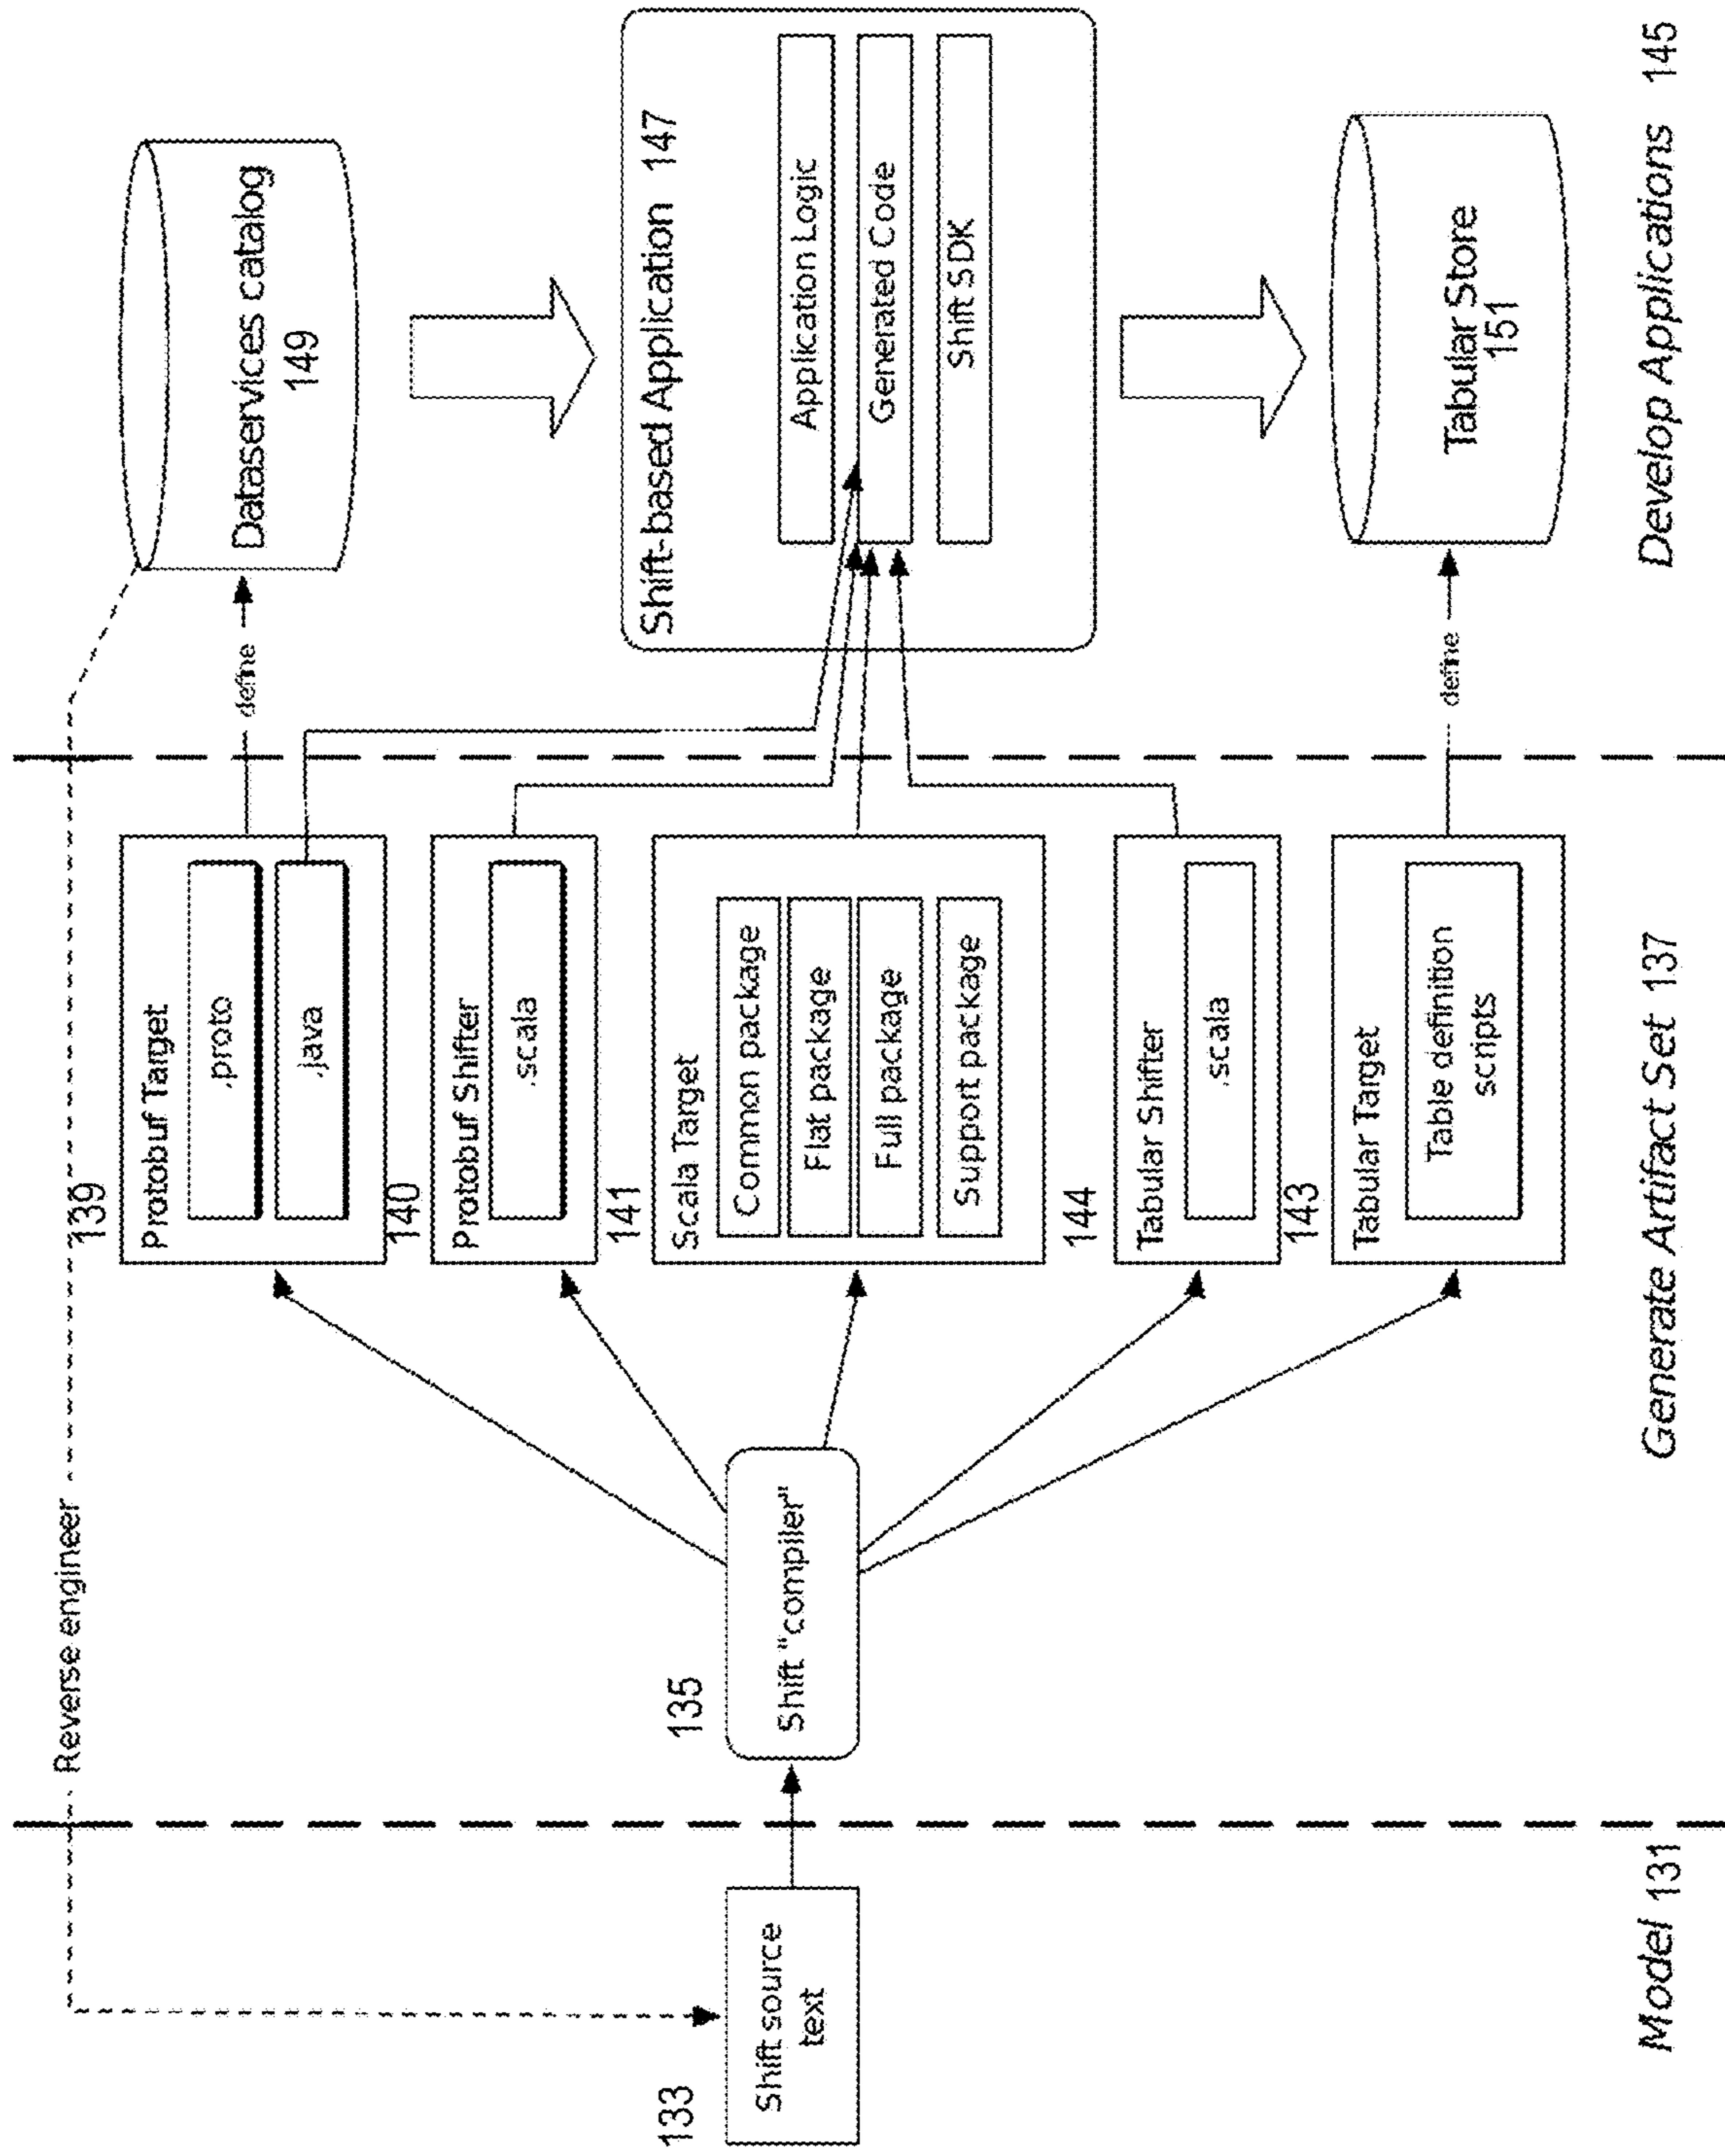 Reverse engineer
133
Shift source
text
Model 131
135
Shift "compiler"
139
Protobuf Target
.proto
.java
140
Protobuf Shifter
.scala
141
Scala Target
Common package
Flat package
Full package
Support package
144
Tabular Shifter
.scala
143
Tabular Target
Table definition
scripts
Generate Artifact Set 137
define
define
Dataservices catalog
149
Shift-based Application 147
Application Logic
Generated Code
Shift SDK
Tabular Store
151
Develop Applications 145